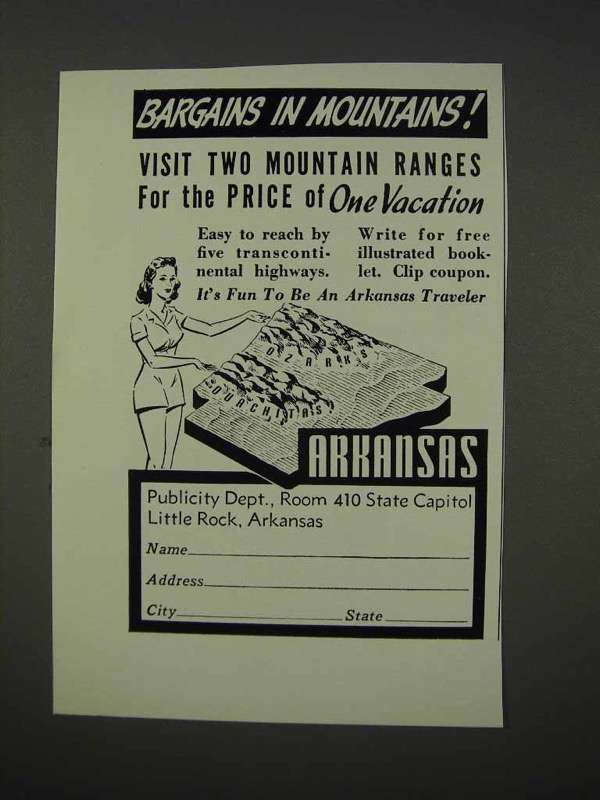 BARGAINS IN MOUNTAINS!
VISIT TWO MOUNTAIN RANGES
For the PRICE of One Vacation
Easy to reach by
five transconti-
nental highways.
Write for free
illustrated book-
let. Clip coupon.
It's Fun To Be An Arkansas Traveler
OZARKS
OUACHITAS
ARKANSAS
Publicity Dept., Room 410 State Capitol
Little Rock, Arkansas
Name
Address
City State